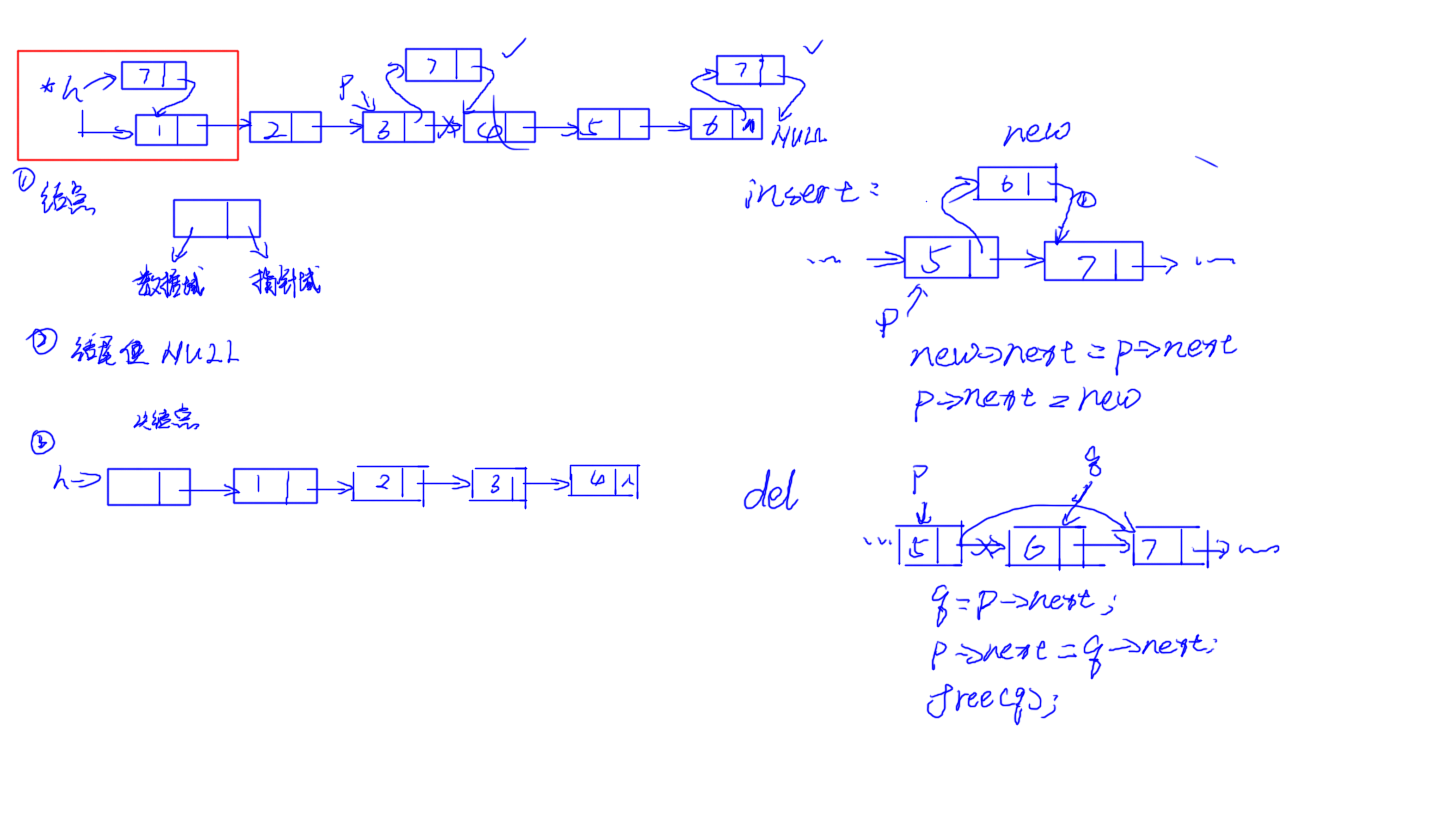 7 7 7
*h p
1 2 3 4 5 6 NULL
① 结点
数据域 指针域
② 结尾值 NULL
③ 头结点
h→ 1 2 3 4
new
insert:
6 ①
... 5 7 ...
p
new→next = p→next
p→next = new
del
p q
... 5 6 7 ...
q = p→next;
p→next = q→next;
free(q);